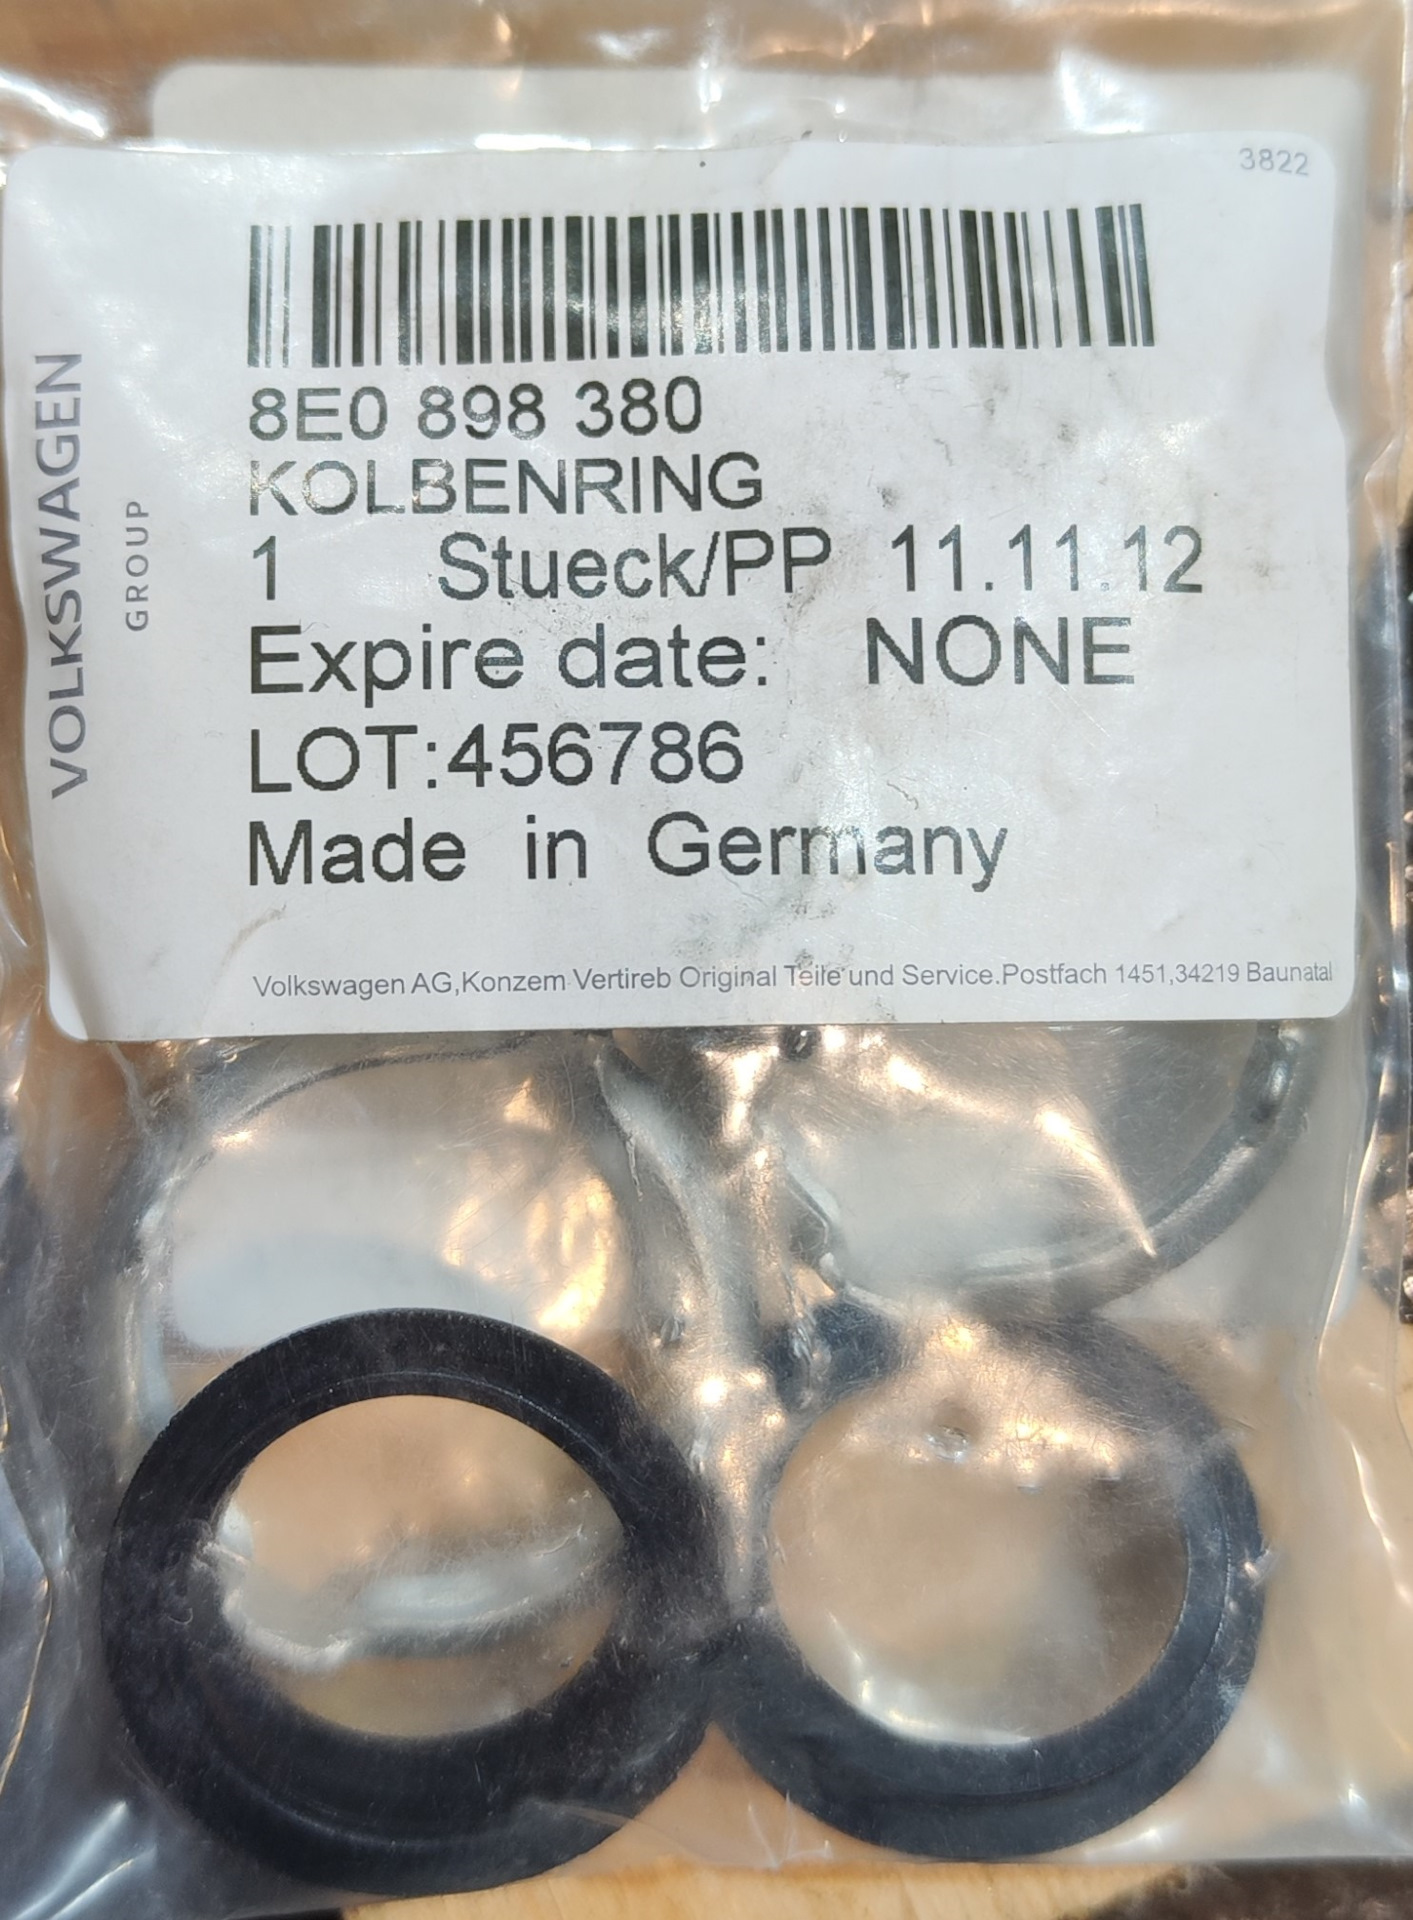 3822
8E0 898 380
KOLBENRING
1 Stueck/PP 11.11.12
Expire date: NONE
LOT:456786
Made in Germany
Volkswagen AG,Konzem Vertireb Original Teile und Service.Postfach 1451,34219 Baunatal
VOLKSWAGEN
GROUP